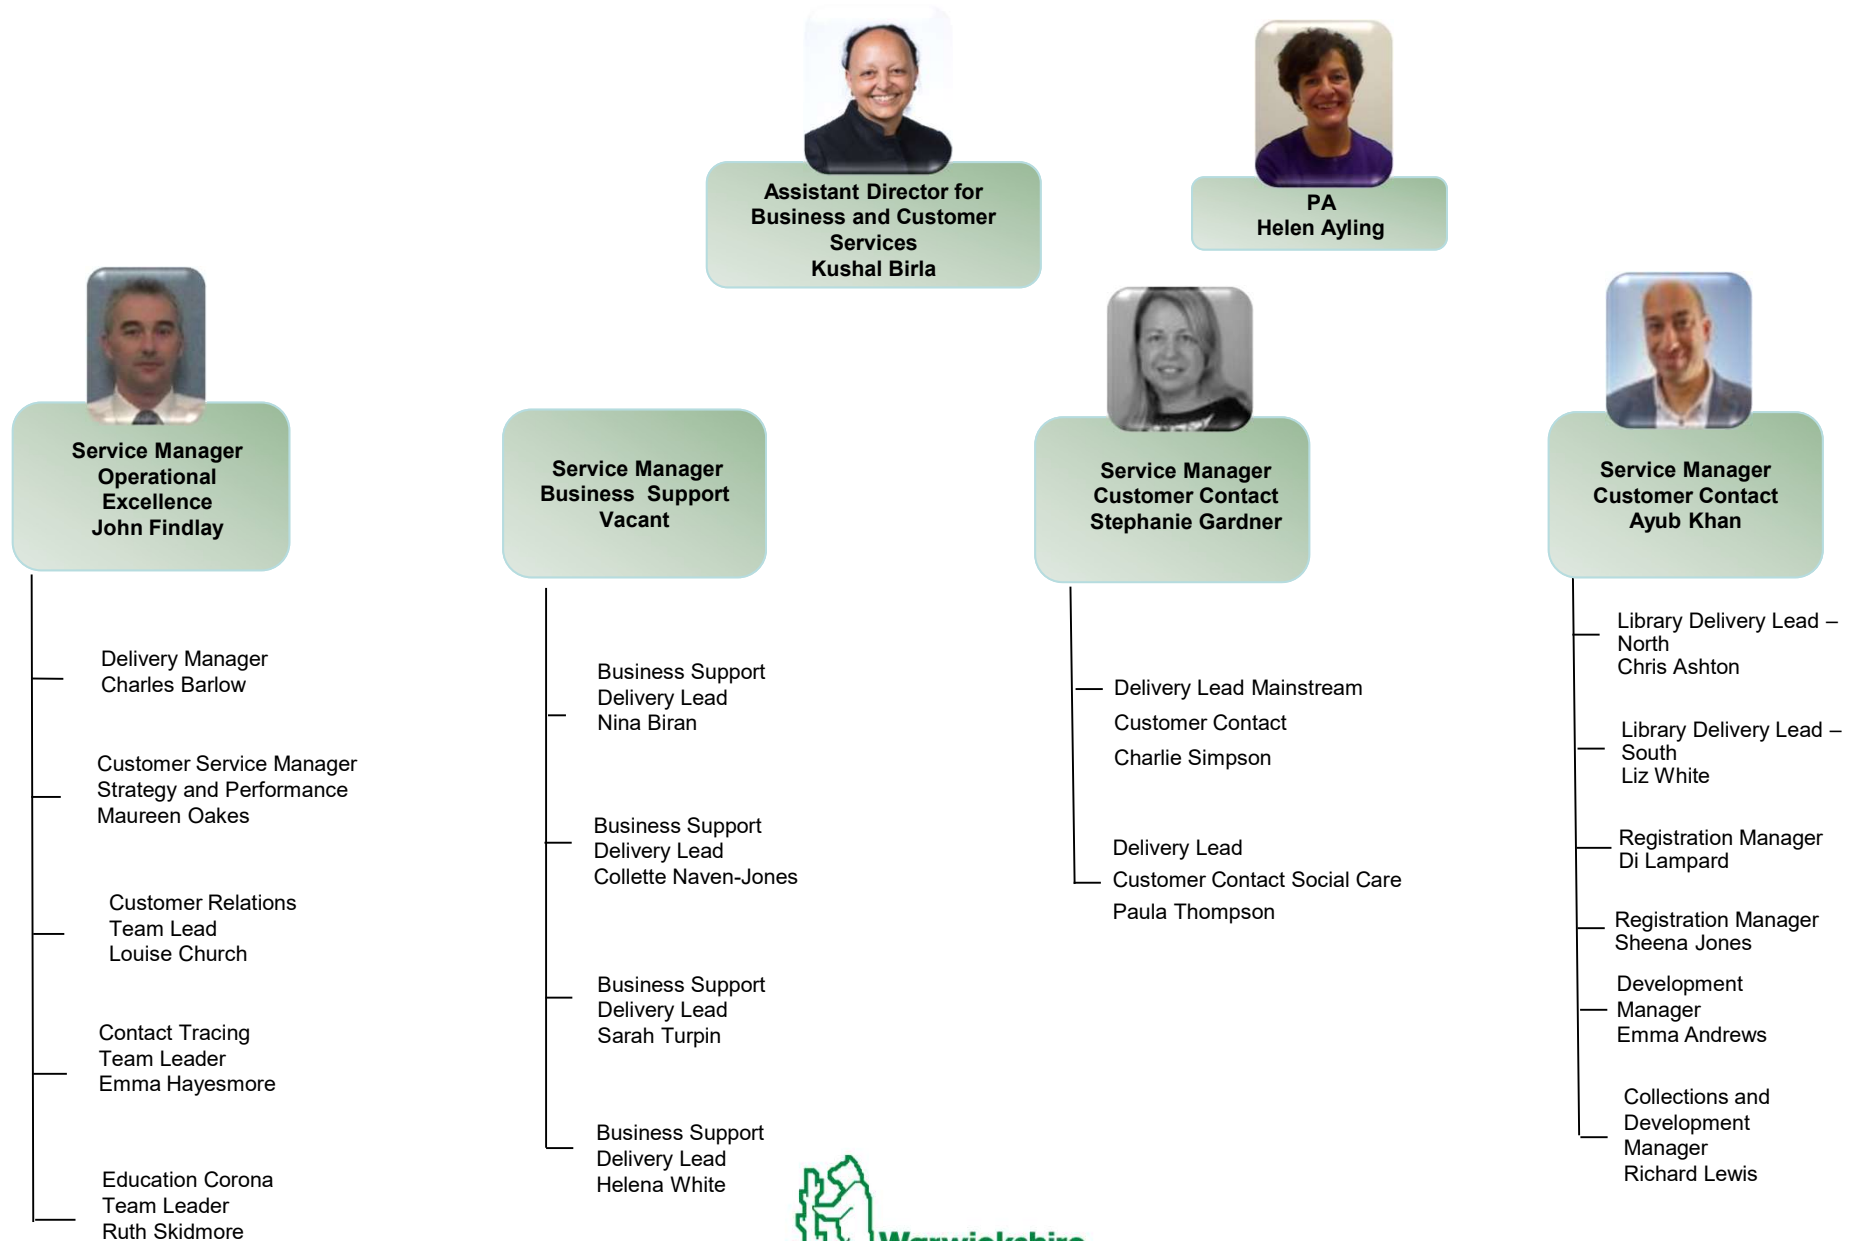 Assistant Director for
Business and Customer
Services
Kushal Birla
PA
Helen Ayling
Service Manager
Operational
Excellence
John Findlay
Delivery Manager
Charles Barlow
Customer Service Manager
Strategy and Performance
Maureen Oakes
Customer Relations
Team Lead
Louise Church
Contact Tracing
Team Leader
Emma Hayesmore
Education Corona
Team Leader
Ruth Skidmore
Service Manager
Business Support
Vacant
Business Support
Delivery Lead
Nina Biran
Business Support
Delivery Lead
Collette Naven-Jones
Business Support
Delivery Lead
Sarah Turpin
Business Support
Delivery Lead
Helena White
Service Manager
Customer Contact
Stephanie Gardner
Delivery Lead Mainstream
Customer Contact
Charlie Simpson
Delivery Lead
Customer Contact Social Care
Paula Thompson
Service Manager
Customer Contact
Ayub Khan
Library Delivery Lead –
North
Chris Ashton
Library Delivery Lead –
South
Liz White
Registration Manager
Di Lampard
Registration Manager
Sheena Jones
Development
Manager
Emma Andrews
Collections and
Development
Manager
Richard Lewis
Warwickshire